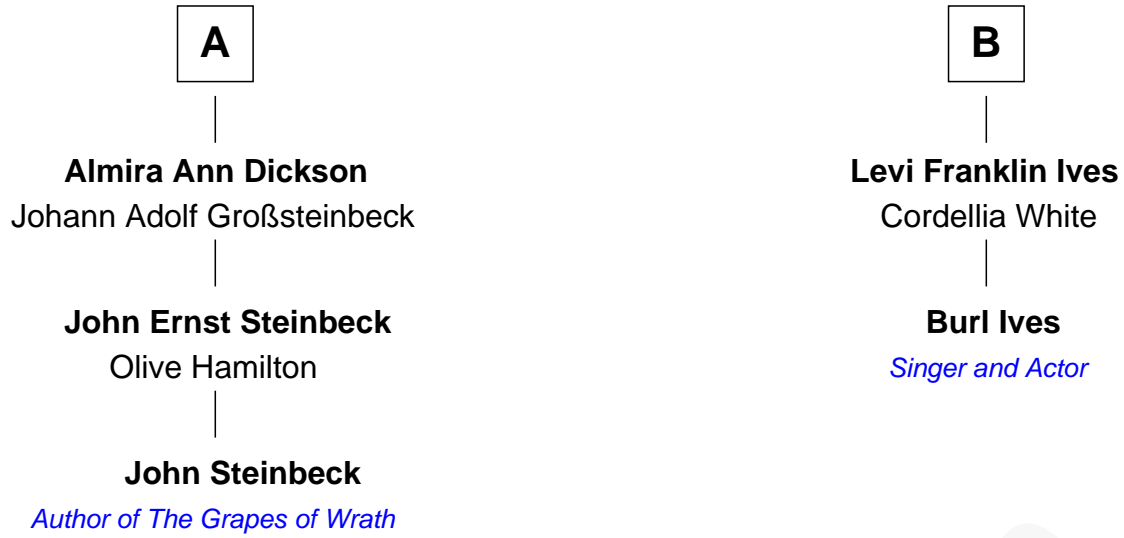 A
Almira Ann Dickson
Johann Adolf Großsteinbeck
John Ernst Steinbeck
Olive Hamilton
John Steinbeck
Author of The Grapes of Wrath
B
Levi Franklin Ives
Cordellia White
Burl Ives
Singer and Actor